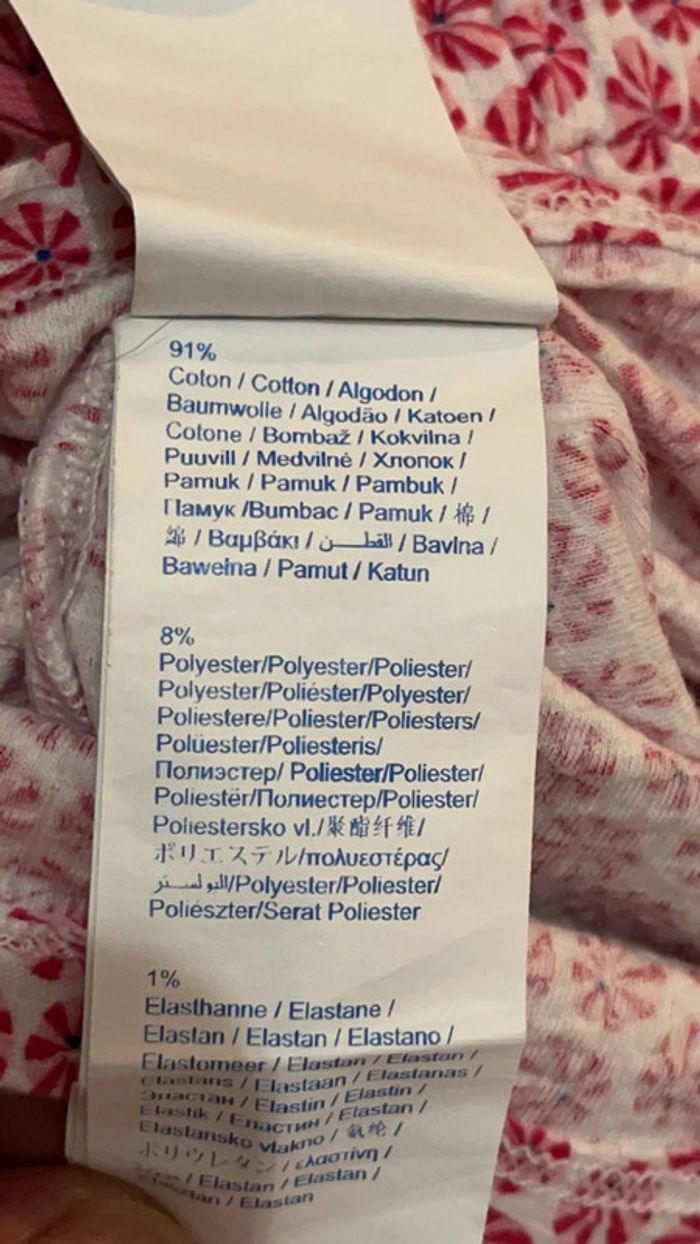 91%
Coton / Cotton / Algodon /
Baumwolle / Algodão / Katoen /
Cotone / Bombaž / Kokvilna /
Puuvill / Medvilnė / Хлопок /
Pamuk / Pamuk / Pambuk /
Памук /Bumbac / Pamuk / 棉 /
綿 / Βαμβάκι / القطن / Bavlna /
Bawełna / Pamut / Katun
8%
Polyester/Polyester/Poliester/
Polyester/Poliéster/Polyester/
Poliestere/Poliester/Poliesters/
Polüester/Poliesteris/
Полиэстер/ Poliester/Poliester/
Poliestër/Полиестер/Poliester/
Poliestersko vl./聚酯纤维/
ポリエステル/πολυεστέρας/
البوليستر/Polyester/Poliester/
Poliészter/Serat Poliester
1%
Elasthanne / Elastane /
Elastan / Elastan / Elastano /
Elastomeer / Elastan / Elastan /
Elastāns / Elastaan / Elastanas /
Эластан / Elastin / Elastin /
Elastik / Еластин / Elastan /
Elastansko vlakno / 氨纶 /
ポリウレタン / ελαστίνη /
/ Elastan / Elastan /
Elasztán / Elastan